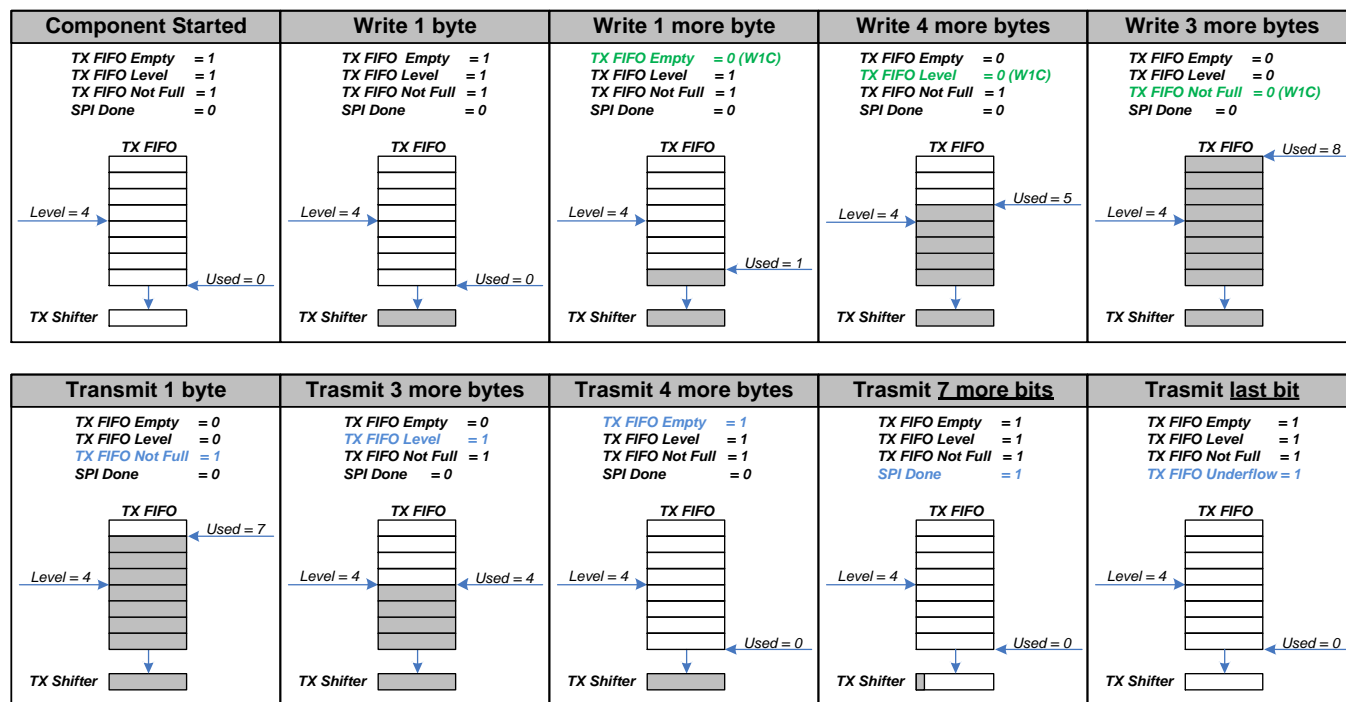 Component Started
TX FIFO Empty = 1
TX FIFO Level = 1
TX FIFO Not Full = 1
SPI Done = 0
TX FIFO
Level = 4
Used = 0
TX Shifter
Write 1 byte
TX FIFO Empty = 1
TX FIFO Level = 1
TX FIFO Not Full = 1
SPI Done = 0
TX FIFO
Level = 4
Used = 0
TX Shifter
Write 1 more byte
TX FIFO Empty = 0 (W1C)
TX FIFO Level = 1
TX FIFO Not Full = 1
SPI Done = 0
TX FIFO
Level = 4
Used = 1
TX Shifter
Write 4 more bytes
TX FIFO Empty = 0
TX FIFO Level = 0 (W1C)
TX FIFO Not Full = 1
SPI Done = 0
TX FIFO
Used = 5
Level = 4
TX Shifter
Write 3 more bytes
TX FIFO Empty = 0
TX FIFO Level = 0
TX FIFO Not Full = 0 (W1C)
SPI Done = 0
TX FIFO
Used = 8
Level = 4
TX Shifter
Transmit 1 byte
TX FIFO Empty = 0
TX FIFO Level = 0
TX FIFO Not Full = 1
SPI Done = 0
TX FIFO
Used = 7
Level = 4
TX Shifter
Trasmit 3 more bytes
TX FIFO Empty = 0
TX FIFO Level = 1
TX FIFO Not Full = 1
SPI Done = 0
TX FIFO
Level = 4
Used = 4
TX Shifter
Trasmit 4 more bytes
TX FIFO Empty = 1
TX FIFO Level = 1
TX FIFO Not Full = 1
SPI Done = 0
TX FIFO
Level = 4
Used = 0
TX Shifter
Trasmit 7 more bits
TX FIFO Empty = 1
TX FIFO Level = 1
TX FIFO Not Full = 1
SPI Done = 1
TX FIFO
Level = 4
Used = 0
TX Shifter
Trasmit last bit
TX FIFO Empty = 1
TX FIFO Level = 1
TX FIFO Not Full = 1
TX FIFO Underflow = 1
TX FIFO
Level = 4
Used = 0
TX Shifter